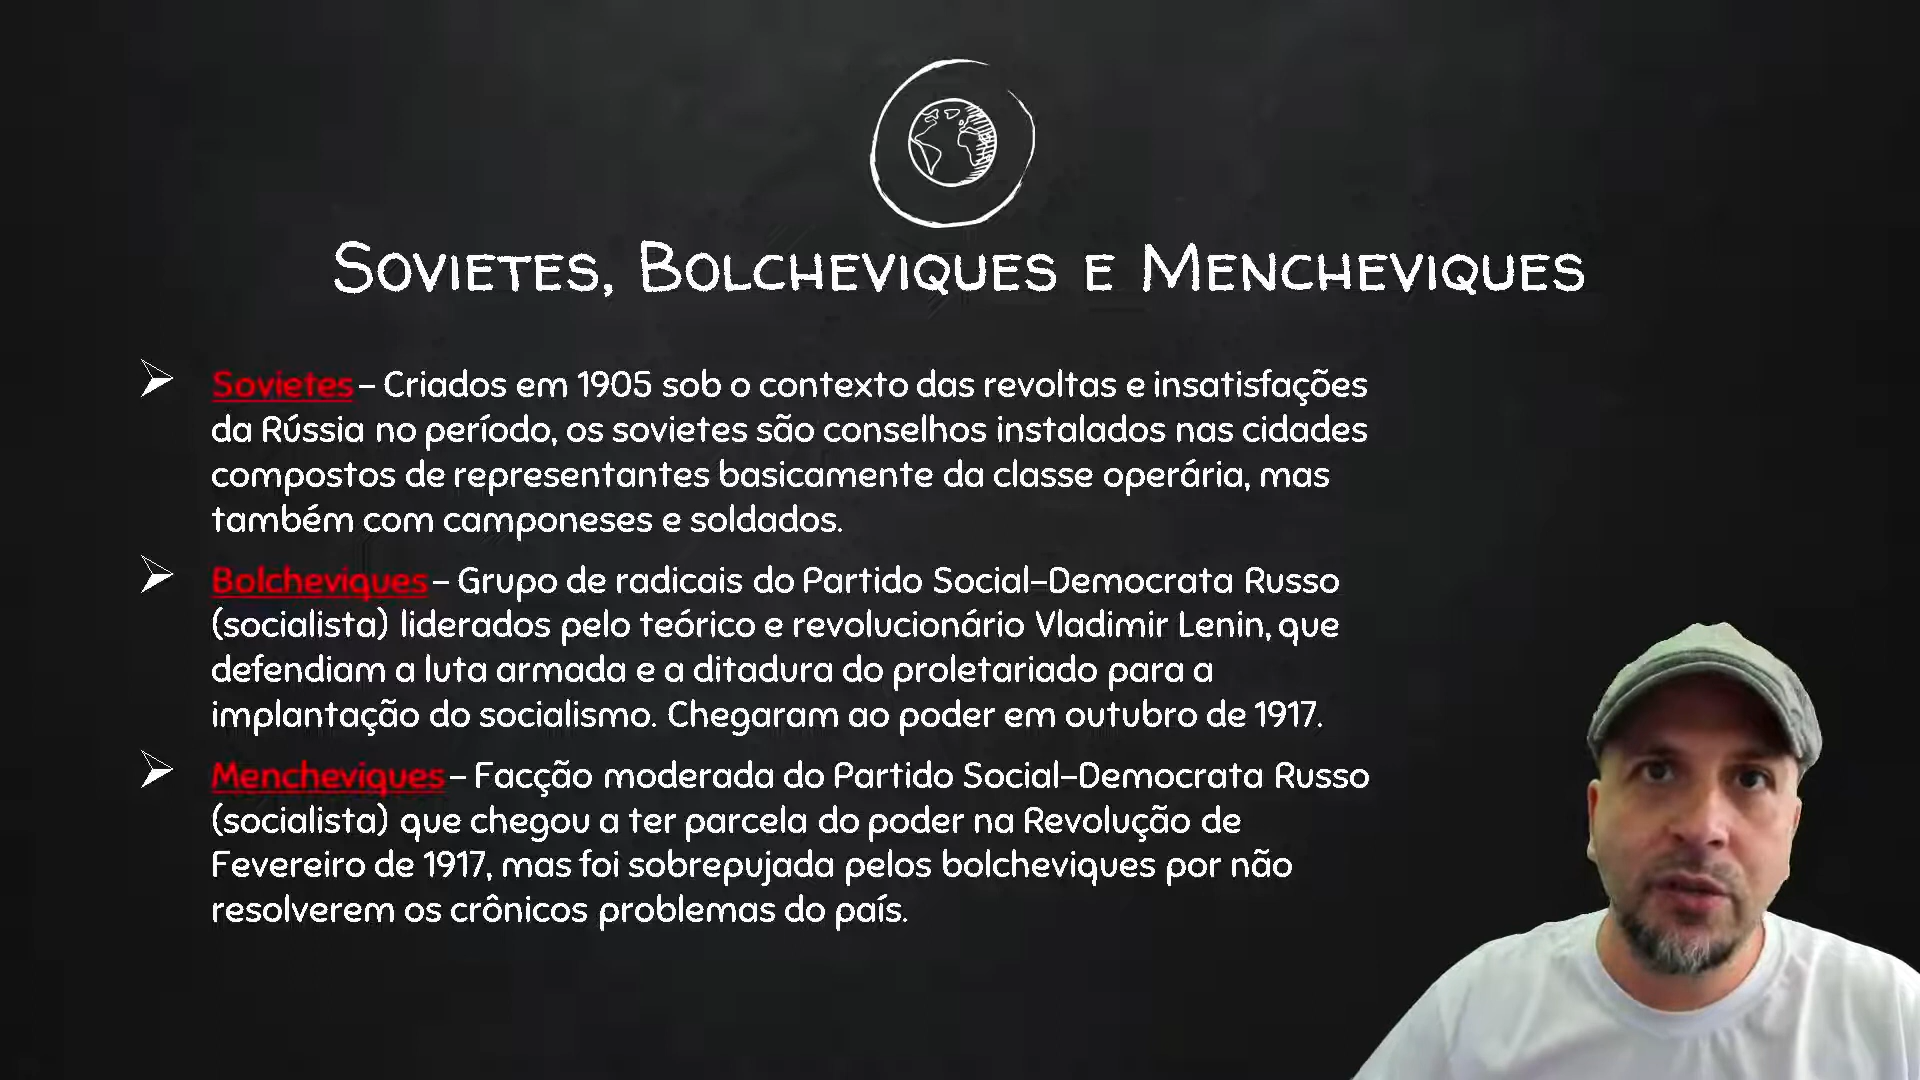 Sovietes, Bolcheviques e Mencheviques
Sovietes – Criados em 1905 sob o contexto das revoltas e insatisfações
da Rússia no período, os sovietes são conselhos instalados nas cidades
compostos de representantes basicamente da classe operária, mas
também com camponeses e soldados.
Bolcheviques – Grupo de radicais do Partido Social-Democrata Russo
(socialista) liderados pelo teórico e revolucionário Vladimir Lenin, que
defendiam a luta armada e a ditadura do proletariado para a
implantação do socialismo. Chegaram ao poder em outubro de 1917.
Mencheviques – Facção moderada do Partido Social-Democrata Russo
(socialista) que chegou a ter parcela do poder na Revolução de
Fevereiro de 1917, mas foi sobrepujada pelos bolcheviques por não
resolverem os crônicos problemas do país.